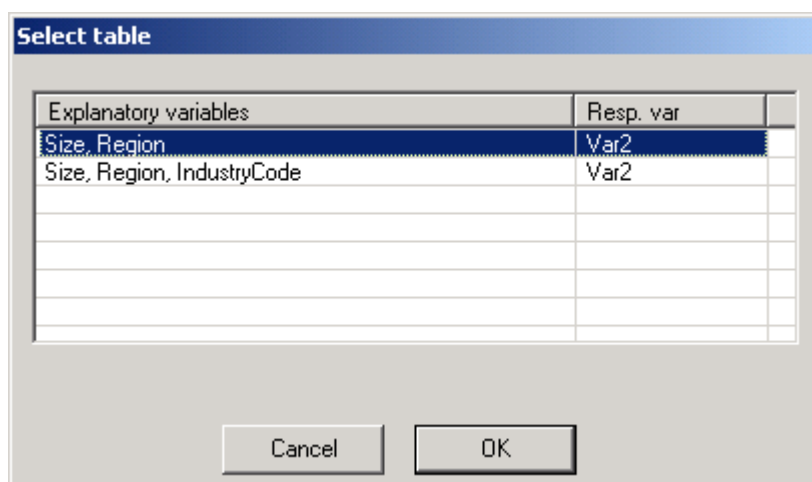 Select table
Explanatory variables Resp. var
Size, Region Var2
Size, Region, IndustryCode Var2
Cancel OK